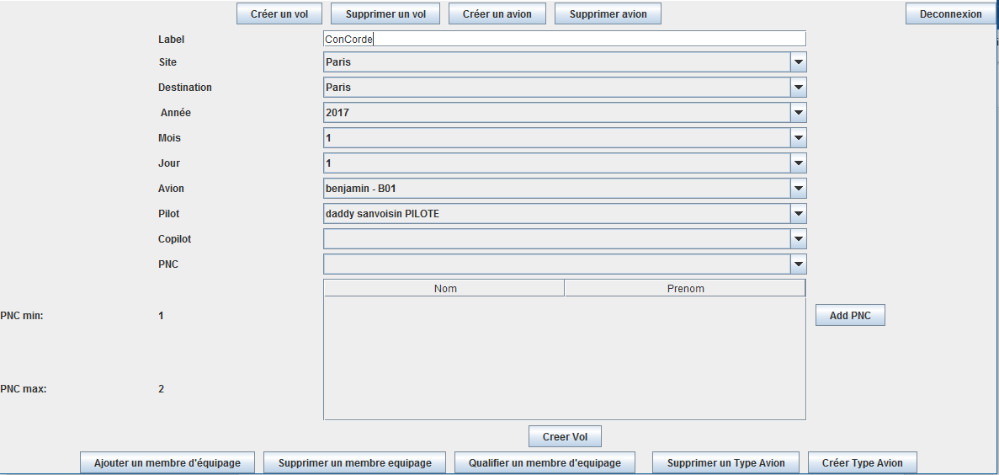 Créer un vol Supprimer un vol Créer un avion Supprimer avion Deconnexion
Label ConCorde
Site Paris
Destination Paris
Année 2017
Mois 1
Jour 1
Avion benjamin - B01
Pilot daddy sanvoisin PILOTE
Copilot
PNC
Nom Prenom
PNC min: 1 Add PNC
PNC max: 2
Creer Vol
Ajouter un membre d'équipage Supprimer un membre equipage Qualifier un membre d'equipage Supprimer un Type Avion Créer Type Avion